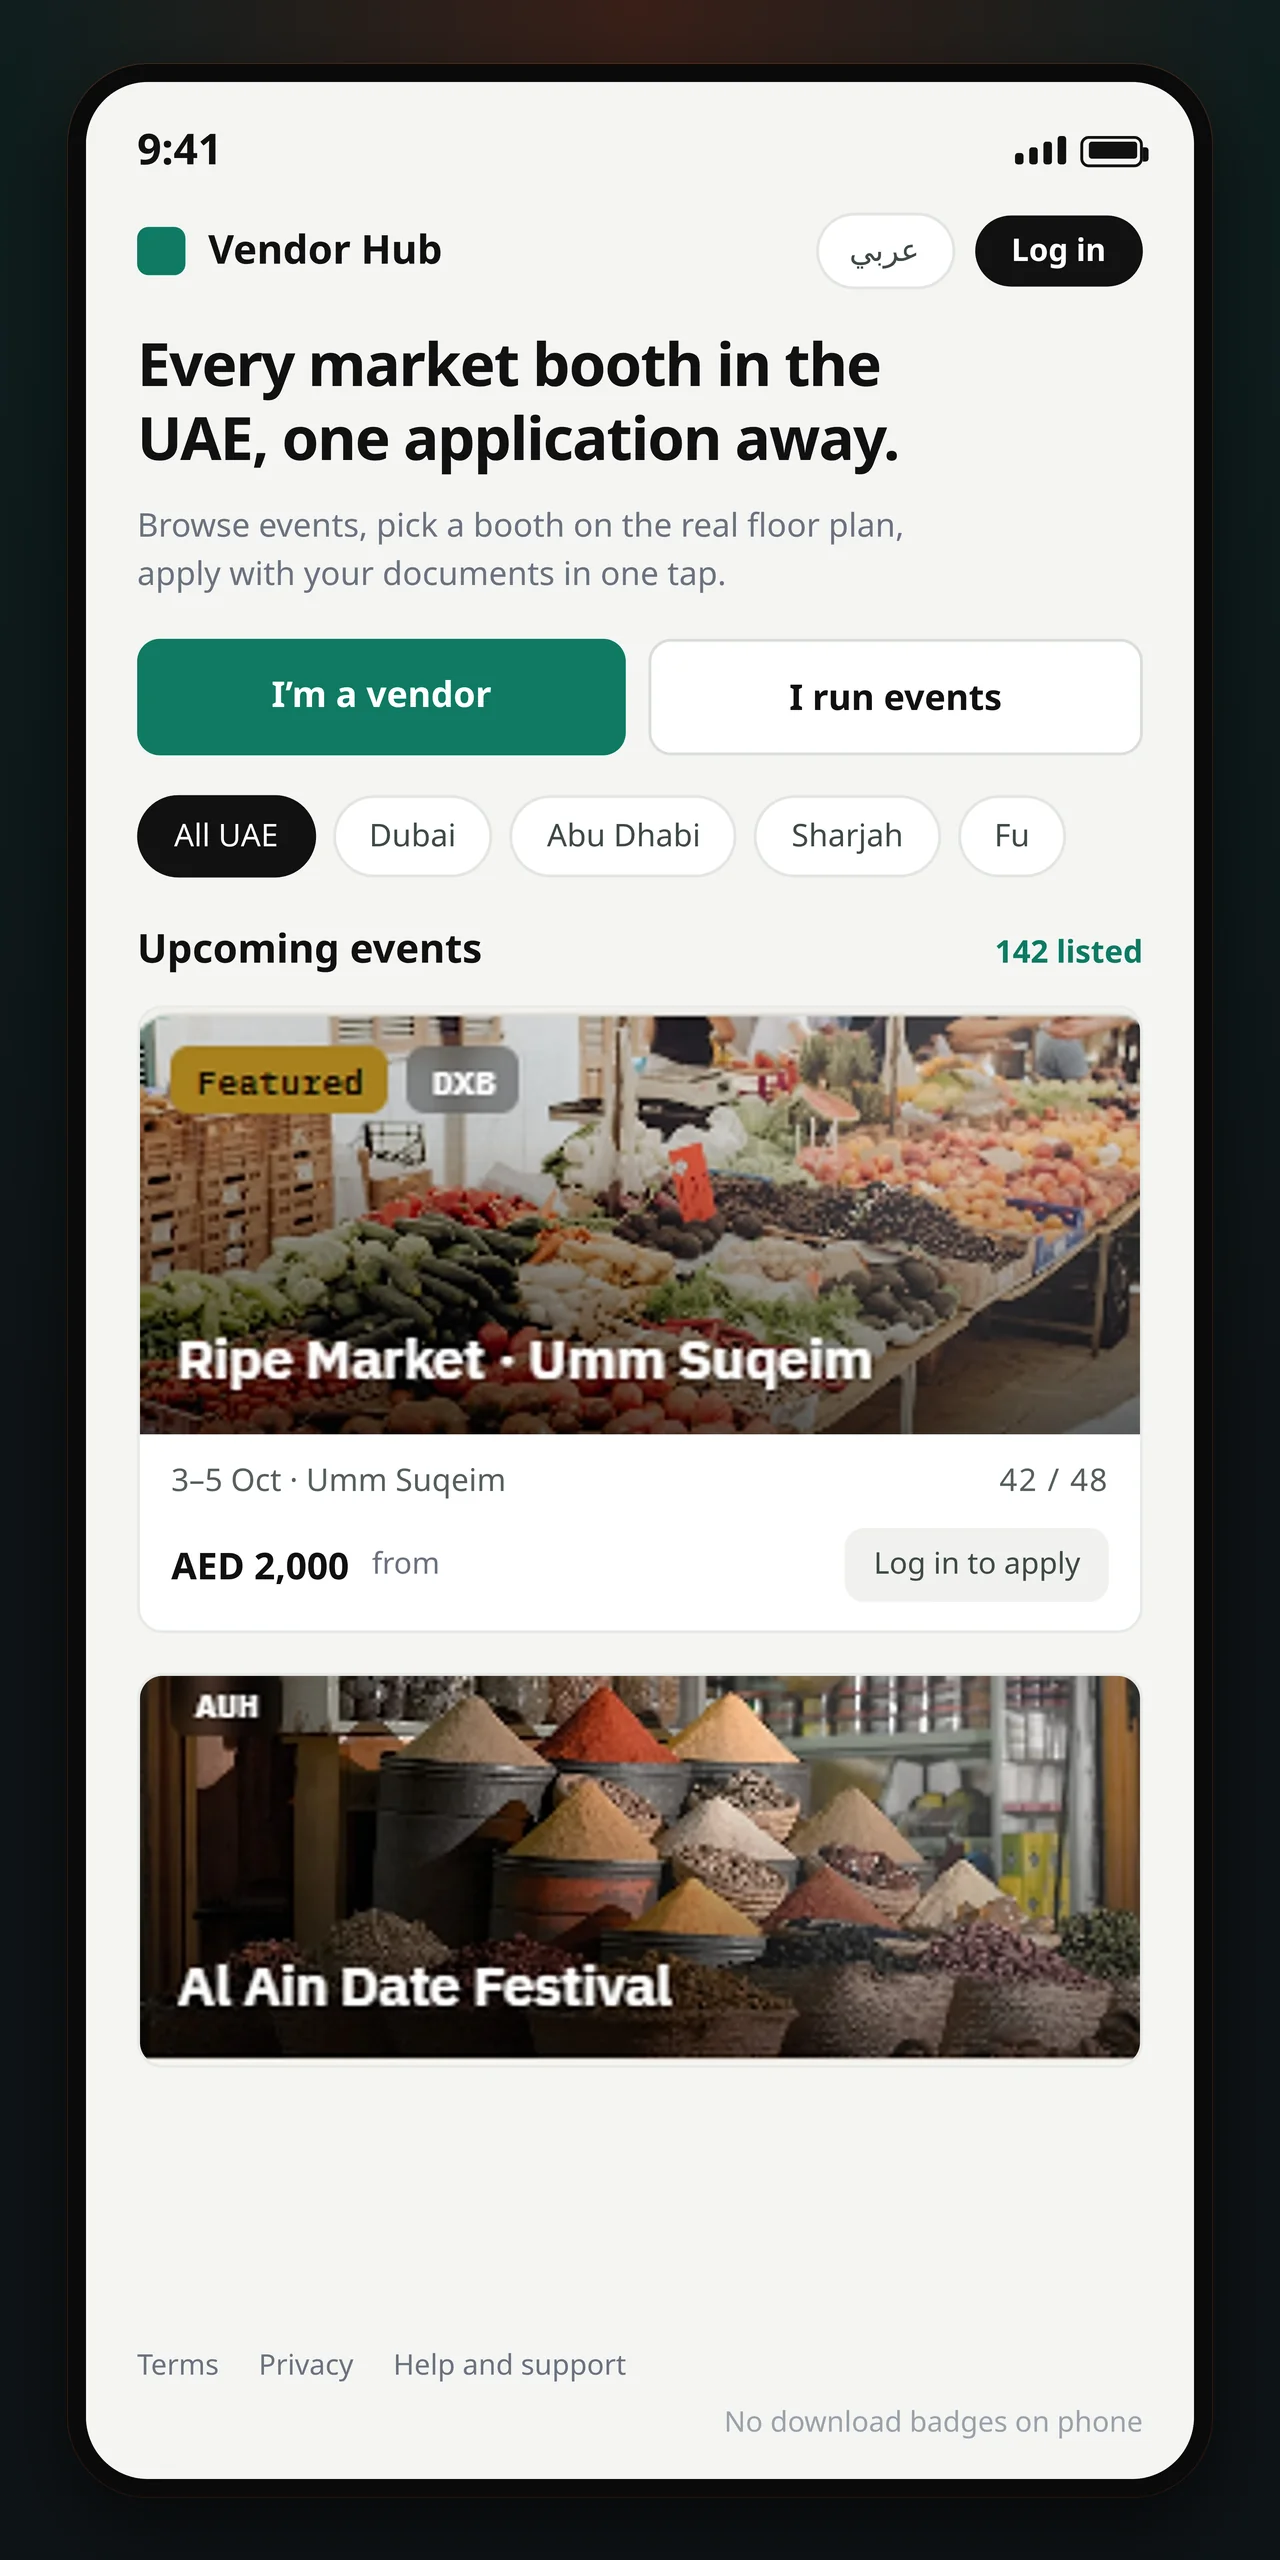 9:41
Vendor Hub
عربي
Log in
Every market booth in the
UAE, one application away.
Browse events, pick a booth on the real floor plan,
apply with your documents in one tap.
I’m a vendor
I run events
All UAE
Dubai
Abu Dhabi
Sharjah
Fu
Upcoming events
142 listed
Featured
DXB
Ripe Market · Umm Suqeim
3–5 Oct · Umm Suqeim
42 / 48
AED 2,000 from
Log in to apply
AUH
Al Ain Date Festival
Terms
Privacy
Help and support
No download badges on phone